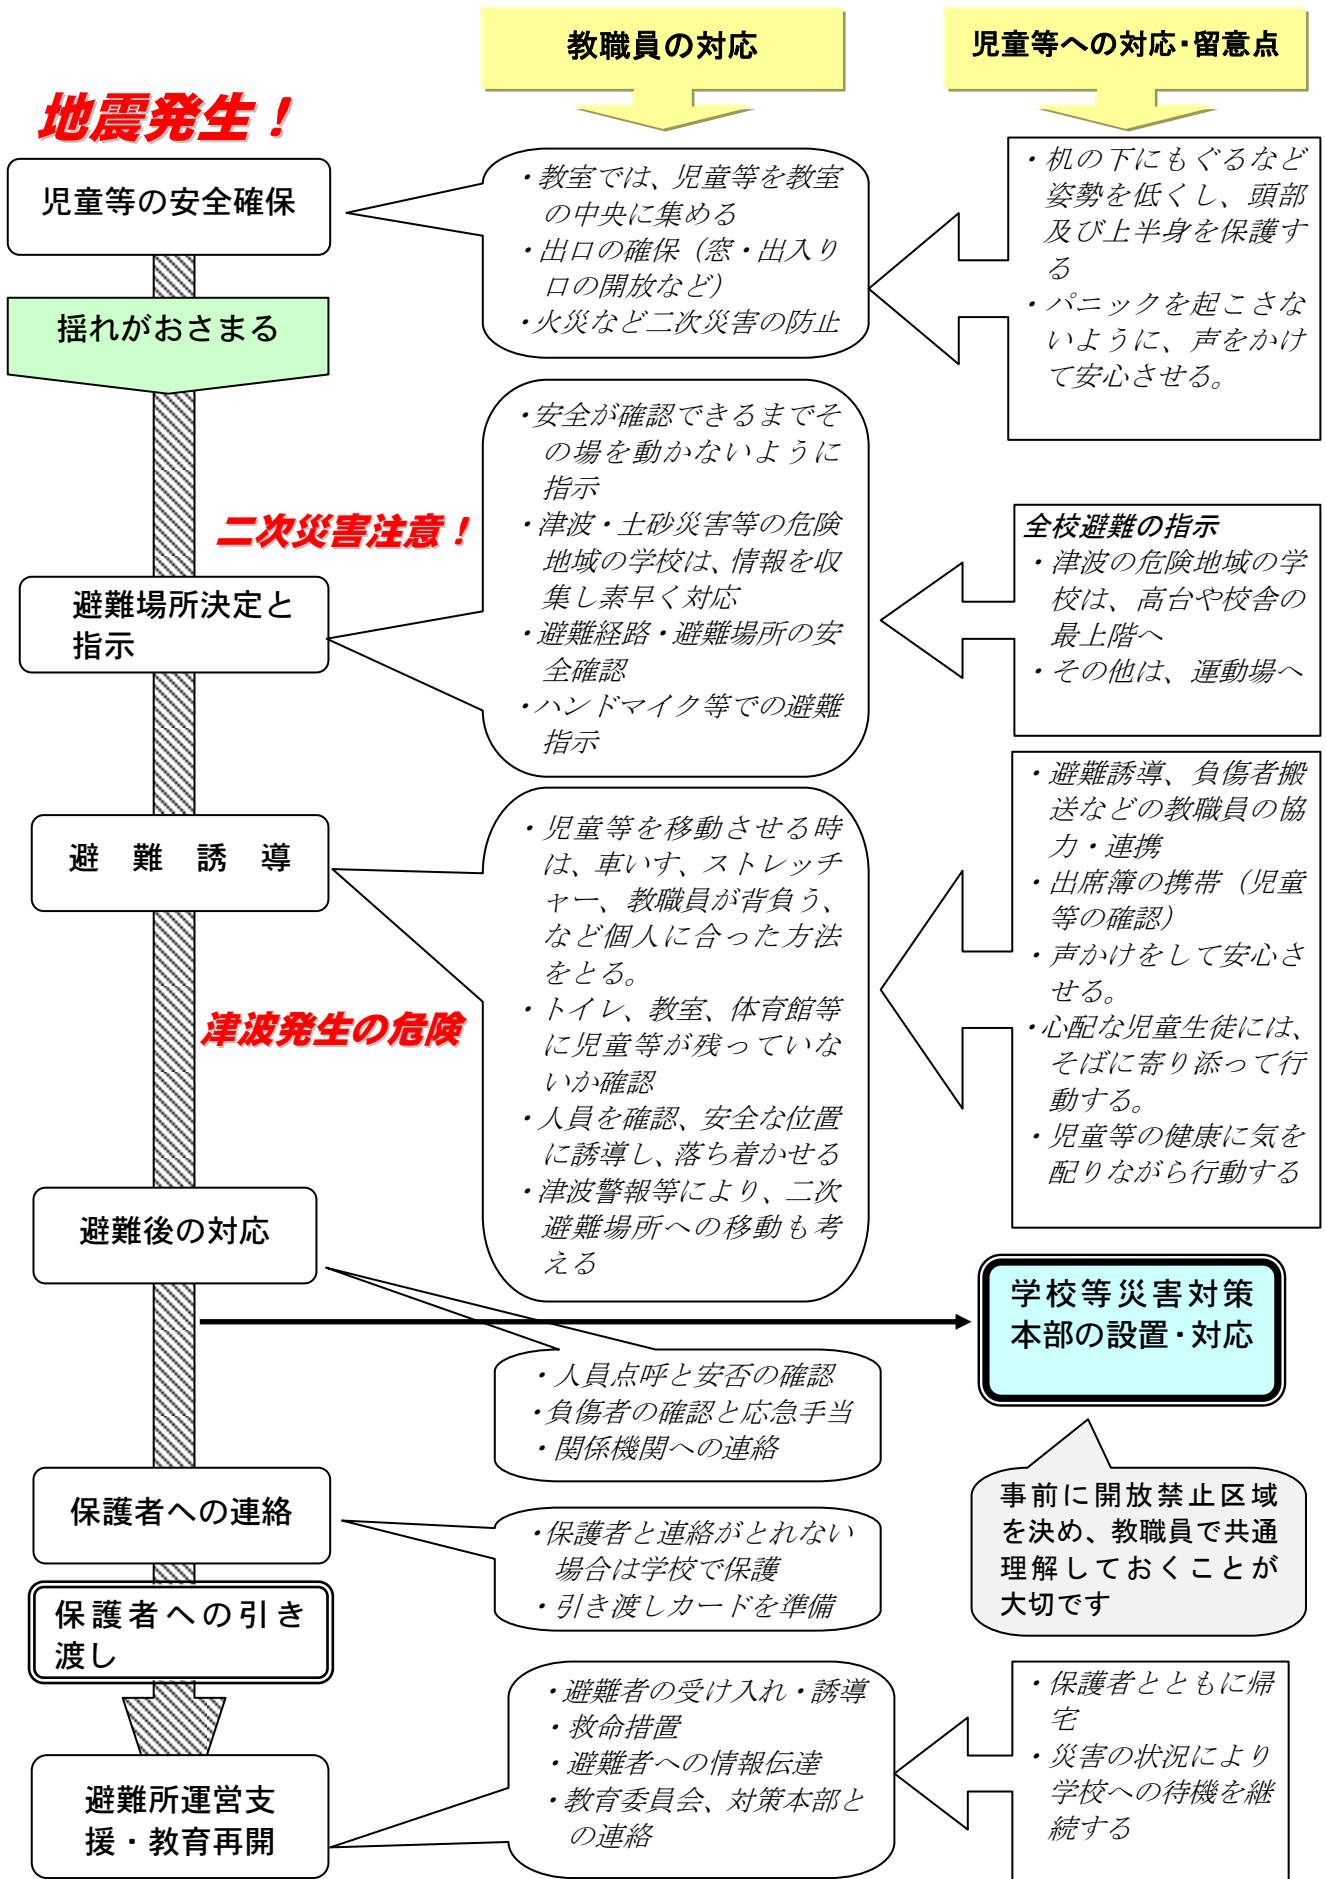 教職員の対応
児童等への対応・留意点
地震発生！
児童等の安全確保
・教室では、児童等を教室
の中央に集める
・出口の確保（窓・出入り
口の開放など）
・火災など二次災害の防止
・机の下にもぐるなど
姿勢を低くし、頭部
及び上半身を保護す
る
・パニックを起こさな
いように、声をかけ
て安心させる。
揺れがおさまる
・安全が確認できるまでそ
の場を動かないように
指示
・津波・土砂災害等の危険
地域の学校は、情報を収
集し素早く対応
・避難経路・避難場所の安
全確認
・ハンドマイク等での避難
指示
二次災害注意！
全校避難の指示
・津波の危険地域の学
校は、高台や校舎の
最上階へ
・その他は、運動場へ
避難場所決定と
指示
避　難　誘　導
・児童等を移動させる時
は、車いす、ストレッチ
ャー、教職員が背負う、
など個人に合った方法
をとる。
・トイレ、教室、体育館等
に児童等が残っていな
いか確認
・人員を確認、安全な位置
に誘導し、落ち着かせる
・津波警報等により、二次
避難場所への移動も考
える
・避難誘導、負傷者搬
送などの教職員の協
力・連携
・出席簿の携帯（児童
等の確認）
・声かけをして安心さ
せる。
・心配な児童生徒には、
そばに寄り添って行
動する。
・児童等の健康に気を
配りながら行動する
津波発生の危険
避難後の対応
学校等災害対策
本部の設置・対応
・人員点呼と安否の確認
・負傷者の確認と応急手当
・関係機関への連絡
事前に開放禁止区域
を決め、教職員で共通
理解しておくことが
大切です
保護者への連絡
・保護者と連絡がとれない
場合は学校で保護
・引き渡しカードを準備
保護者への引き
渡し
・避難者の受け入れ・誘導
・救命措置
・避難者への情報伝達
・教育委員会、対策本部と
の連絡
・保護者とともに帰
宅
・災害の状況により
学校への待機を継
続する
避難所運営支
援・教育再開